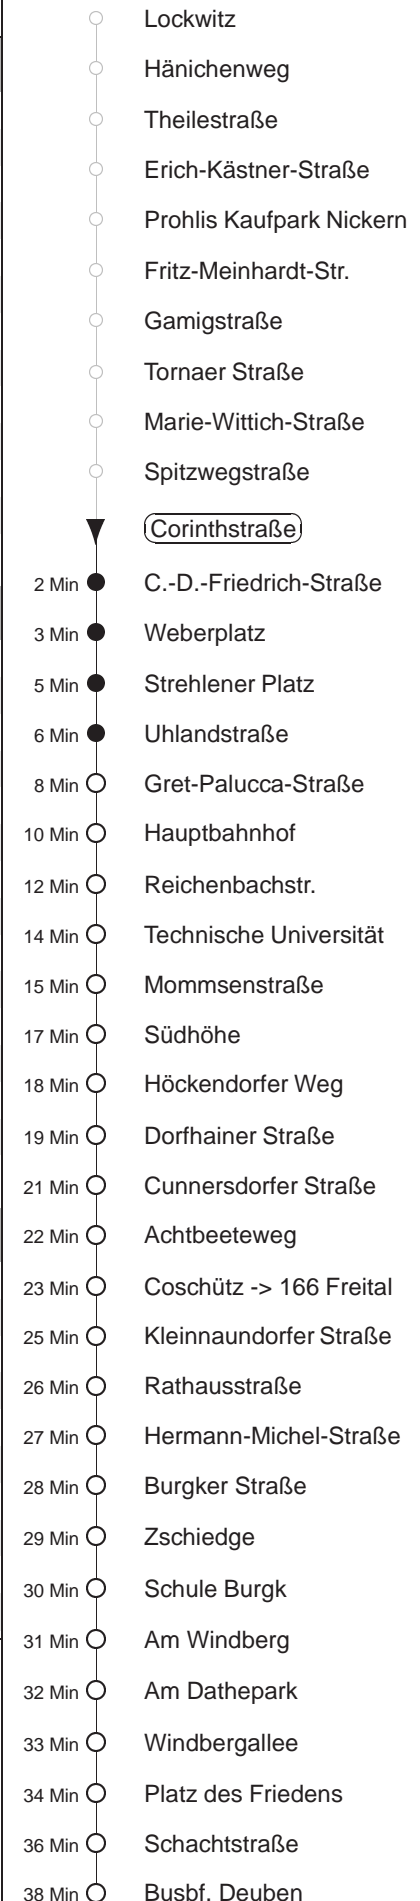 Lockwitz
Hänichenweg
Theilestraße
Erich-Kästner-Straße
Prohlis Kaufpark Nickern
Fritz-Meinhardt-Str.
Gamigstraße
Tornaer Straße
Marie-Wittich-Straße
Spitzwegstraße
Corinthstraße
2 Min C.-D.-Friedrich-Straße
3 Min Weberplatz
5 Min Strehlener Platz
6 Min Uhlandstraße
8 Min Gret-Palucca-Straße
10 Min Hauptbahnhof
12 Min Reichenbachstr.
14 Min Technische Universität
15 Min Mommsenstraße
17 Min Südhöhe
18 Min Höckendorfer Weg
19 Min Dorfhainer Straße
21 Min Cunnersdorfer Straße
22 Min Achtbeeteweg
23 Min Coschütz -> 166 Freital
25 Min Kleinnaundorfer Straße
26 Min Rathausstraße
27 Min Hermann-Michel-Straße
28 Min Burgker Straße
29 Min Zschiedge
30 Min Schule Burgk
31 Min Am Windberg
32 Min Am Dathepark
33 Min Windbergallee
34 Min Platz des Friedens
36 Min Schachtstraße
38 Min Busbf. Deuben